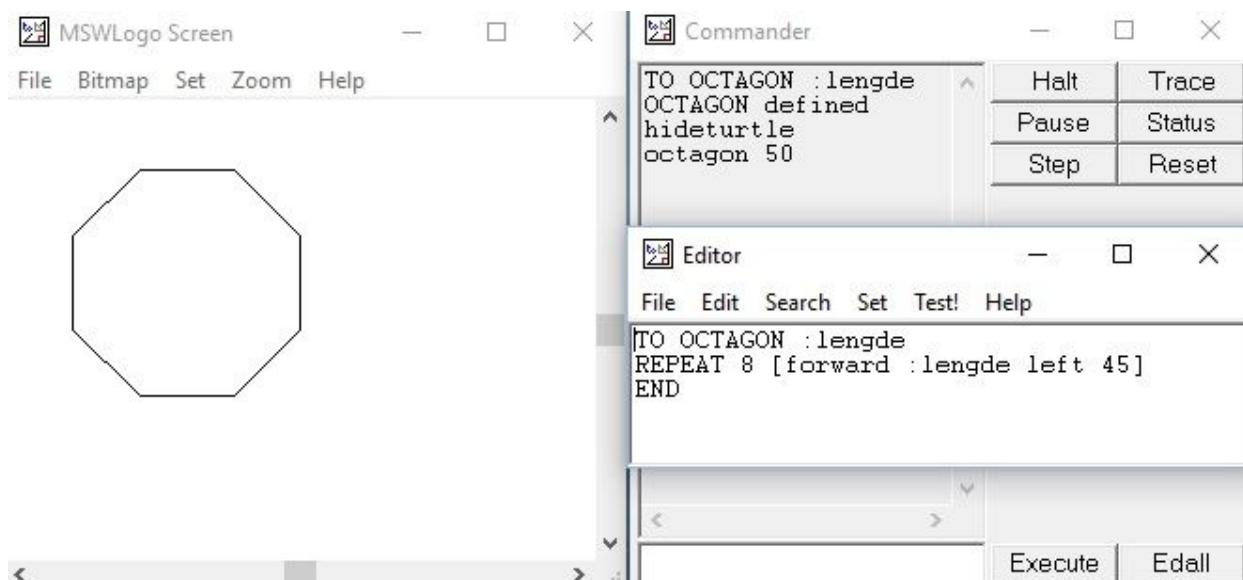 MSWLogo Screen
File Bitmap Set Zoom Help
Commander
TO OCTAGON :lengde
OCTAGON defined
hideturtle
octagon 50
Halt Trace
Pause Status
Step Reset
Editor
File Edit Search Set Test! Help
TO OCTAGON :lengde
REPEAT 8 [forward :lengde left 45]
END
Execute Edall